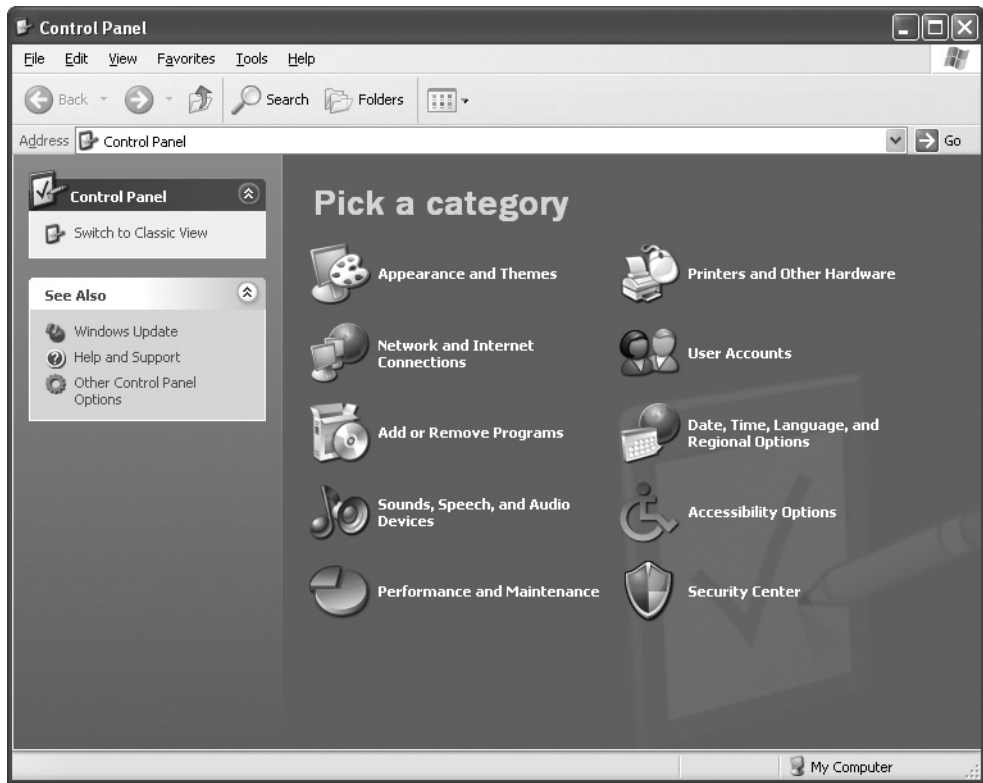 Control Panel
File Edit View Favorites Tools Help
Back Search Folders
Address Control Panel Go
Control Panel
Switch to Classic View
See Also
Windows Update
Help and Support
Other Control Panel
Options
Pick a category
Appearance and Themes
Printers and Other Hardware
Network and Internet
Connections
User Accounts
Add or Remove Programs
Date, Time, Language, and
Regional Options
Sounds, Speech, and Audio
Devices
Accessibility Options
Performance and Maintenance
Security Center
My Computer